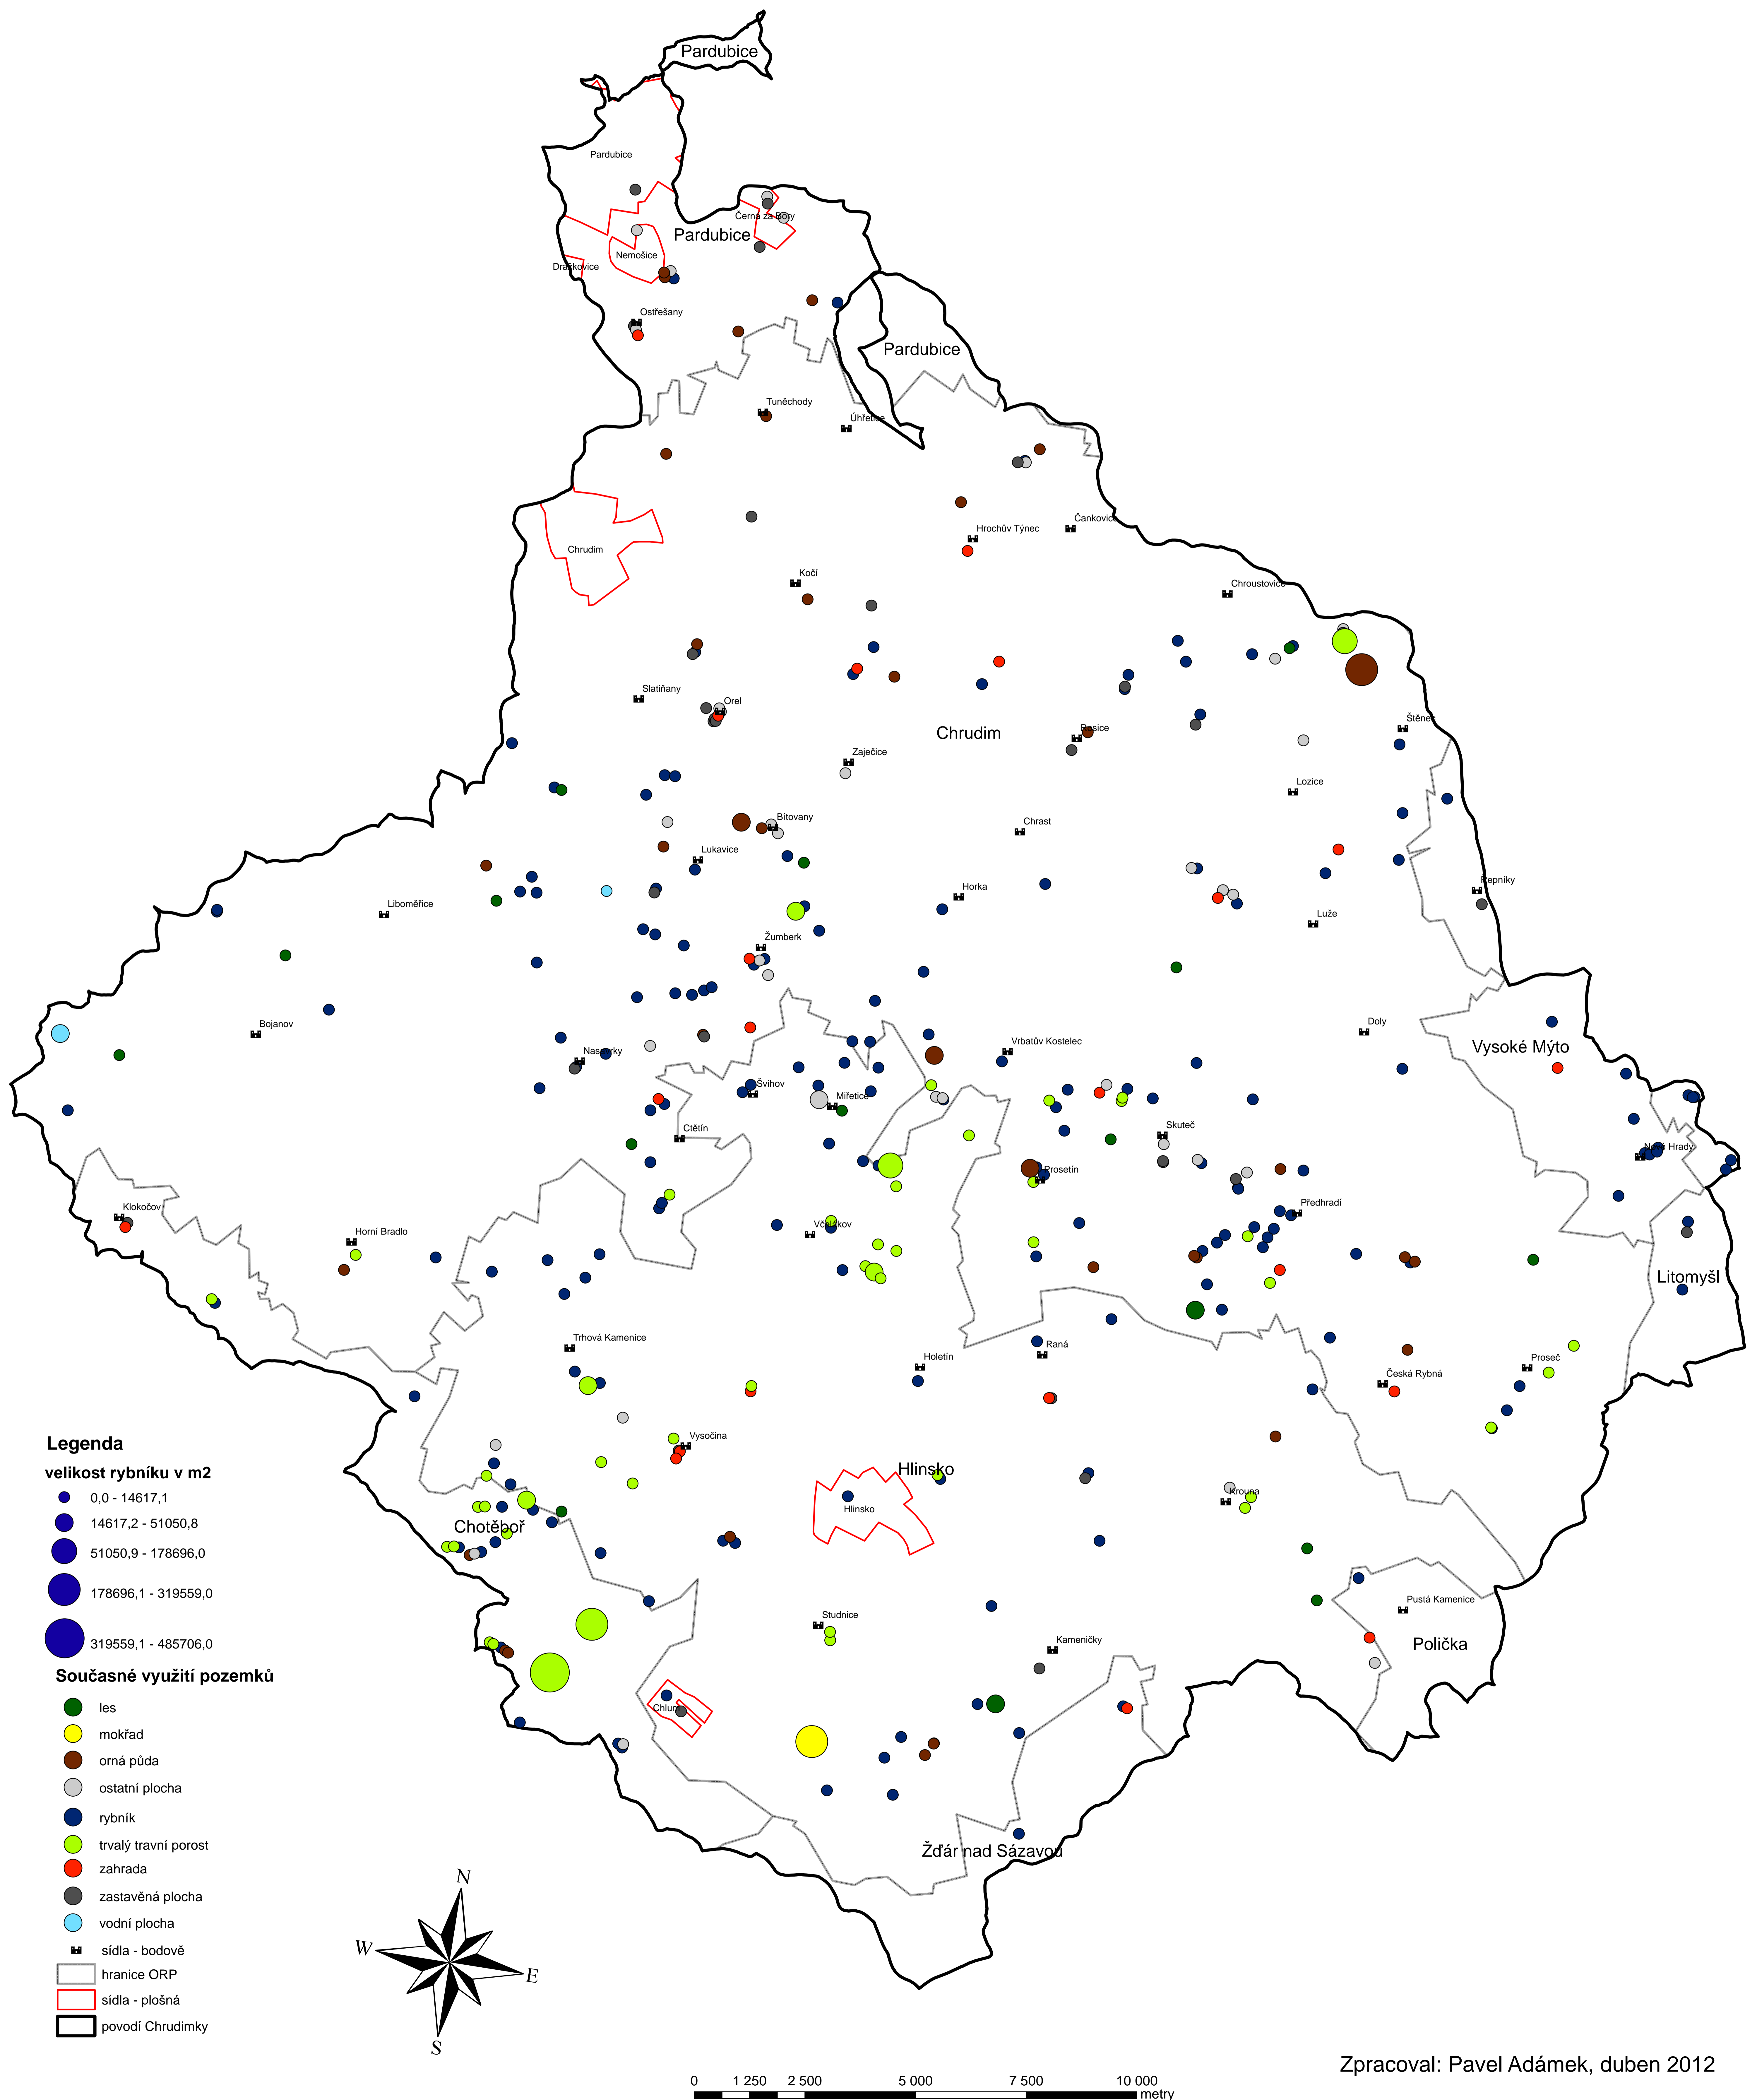 Pardubice
Pardubice
Černá za Bory
Pardubice
Nemošice
Dražkovice
Ostřešany
Pardubice
Tuněchody
Úhřetice
Hrochův Týnec
Čankovice
Chrudim
Kočí
Chroustovice
Slatiňany
Orel
Chrudim
Rosice
Štěnec
Zaječice
Lozice
Bítovany
Chrast
Lukavice
Horka
Řepníky
Liboměřice
Luže
Žumberk
Bojanov
Doly
Vrbatův Kostelec
Vysoké Mýto
Nasavrky
Švihov
Miřetice
Ctětín
Skuteč
Nové Hrady
Prosetín
Klokočov
Předhradí
Včelákov
Horní Bradlo
Litomyšl
Trhová Kamenice
Raná
Holetín
Proseč
Česká Rybná
Vysočina
Hlinsko
Krouna
Hlinsko
Chotěboř
Pustá Kamenice
Studnice
Kameničky
Polička
Chlum
Žďár nad Sázavou
Legenda
velikost rybníku v m2
0,0 - 14617,1
14617,2 - 51050,8
51050,9 - 178696,0
178696,1 - 319559,0
319559,1 - 485706,0
Současné využití pozemků
les
mokřad
orná půda
ostatní plocha
rybník
trvalý travní porost
zahrada
zastavěná plocha
vodní plocha
sídla - bodově
hranice ORP
sídla - plošná
povodí Chrudimky
N
W
E
S
Zpracoval: Pavel Adámek, duben 2012
0 1 250 2 500 5 000 7 500 10 000
metry